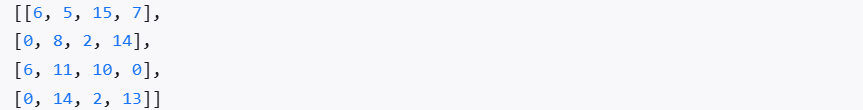 [[6, 5, 15, 7],
[0, 8, 2, 14],
[6, 11, 10, 0],
[0, 14, 2, 13]]